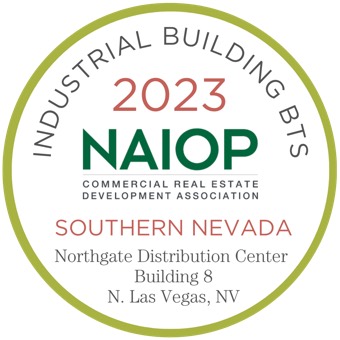 INDUSTRIAL BUILDING BTS
2023
NAIOP
COMMERCIAL REAL ESTATE
DEVELOPMENT ASSOCIATION
SOUTHERN NEVADA
Northgate Distribution Center
Building 8
N. Las Vegas, NV